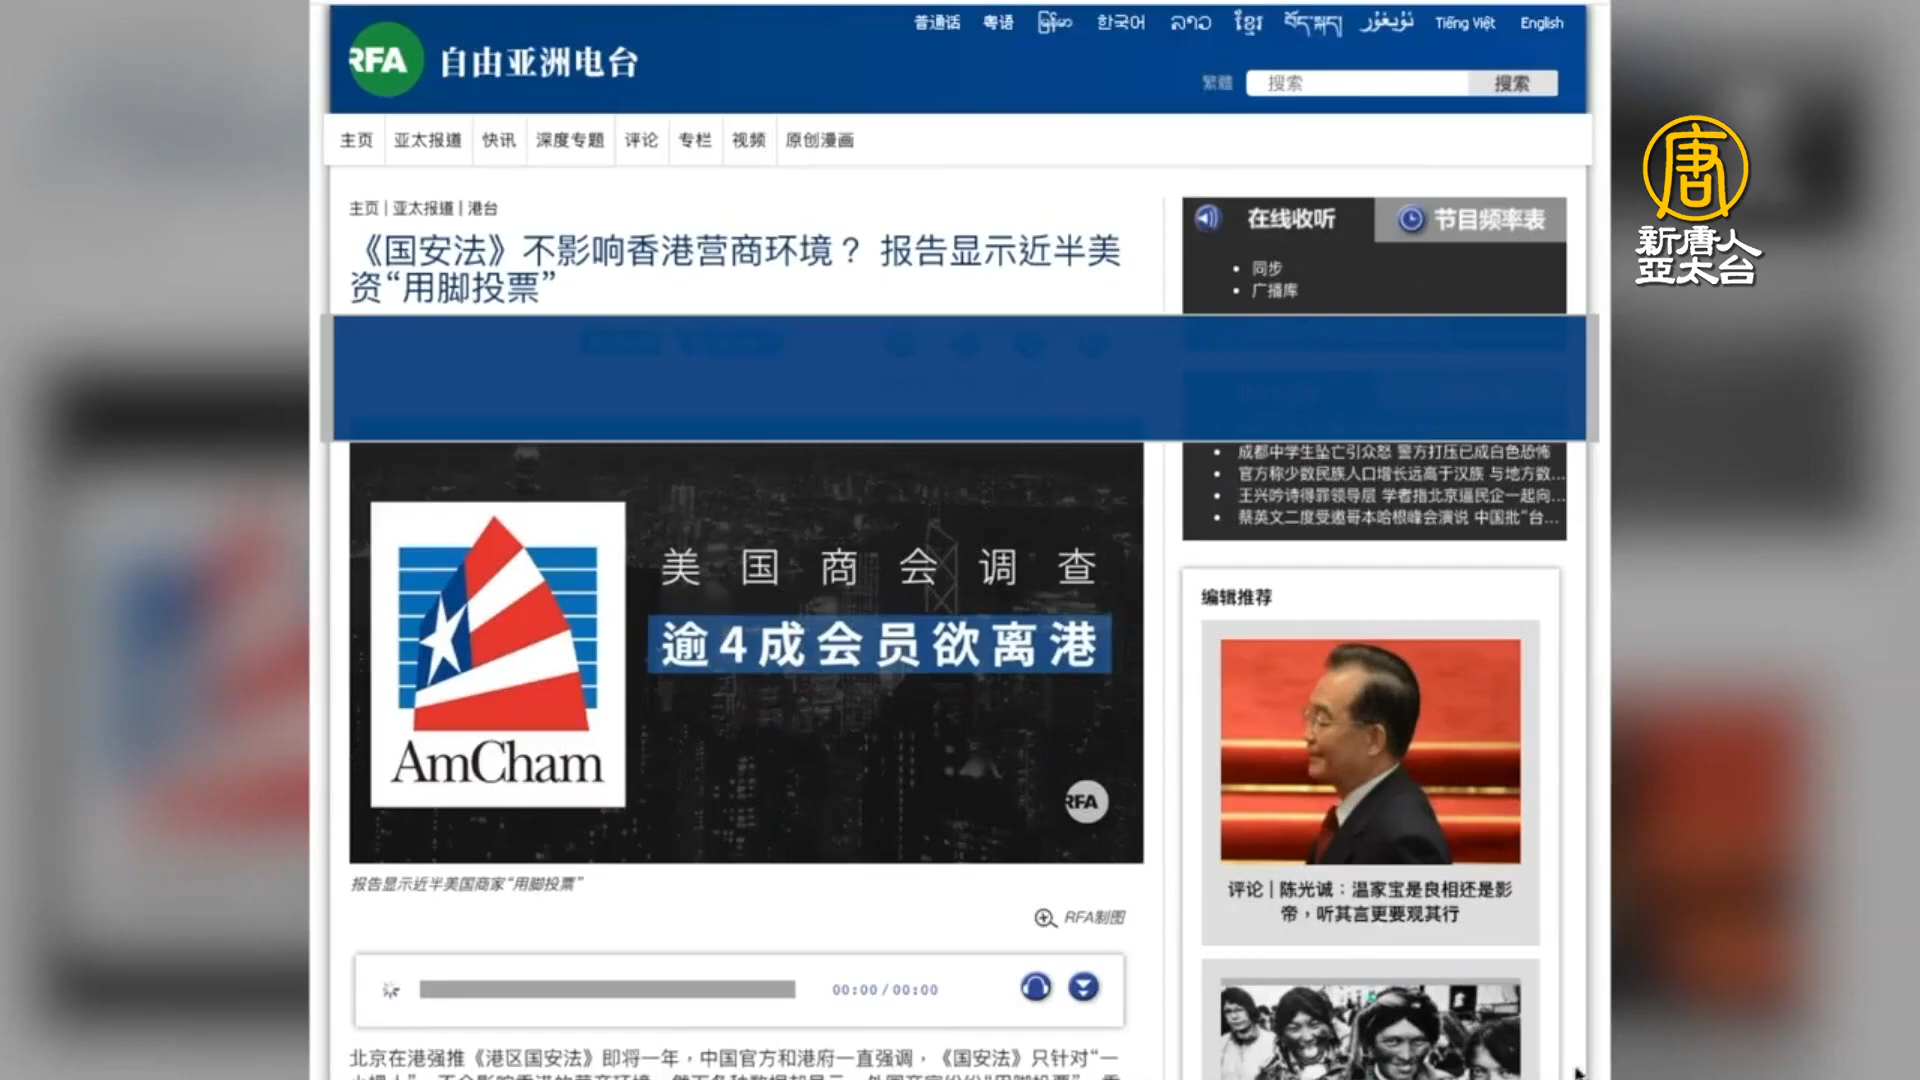 普通话 粤语 မြန်မာ 한국어 ລາວ ខ្មែរ བོད་སྐད། ئۇيغۇر Tiếng Việt English
RFA 自由亚洲电台
繁體 搜索 搜索
主页 亚太报道 快讯 深度专题 评论 专栏 视频 原创漫画
主页 | 亚太报道 | 港台
《国安法》不影响香港营商环境？ 报告显示近半美
资“用脚投票”
美国商会调查
逾4成会员欲离港
AmCham
RFA
报告显示近半美国商家“用脚投票”
RFA制图
00:00 / 00:00
北京在港强推《港区国安法》即将一年，中国官方和港府一直强调，《国安法》只针对“一
在线收听 节目频率表
同步
广播库
成都中学生坠亡引众怒 警方打压已成白色恐怖
官方称少数民族人口增长远高于汉族 与地方数...
王兴吟诗得罪领导层 学者指北京逼民企一起向...
蔡英文二度受邀哥本哈根峰会演说 中国批“台...
编辑推荐
评论 | 陈光诚：温家宝是良相还是影
帝，听其言更要观其行
唐
新唐人
亞太台